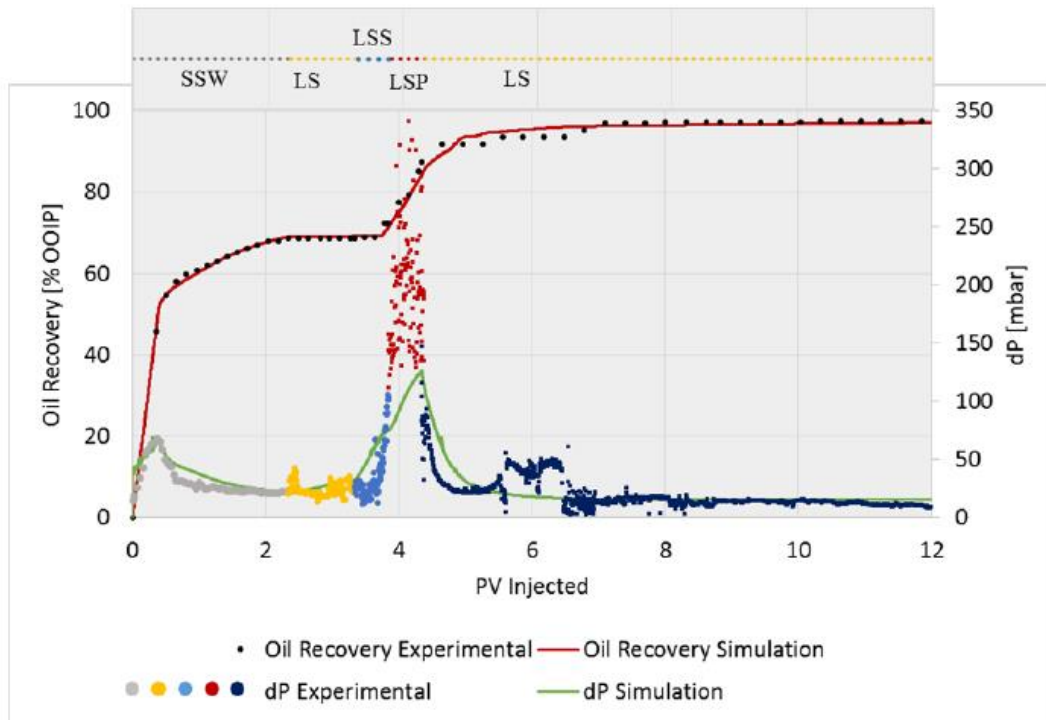 LSS
SSW LS LSP LS
100 350
80 300
60 250
40 200
20 150
0 100
50
0
0 2 4 6 8 10 12
Oil Recovery [% OOIP]
dP [mbar]
PV Injected
Oil Recovery Experimental Oil Recovery Simulation
dP Experimental dP Simulation